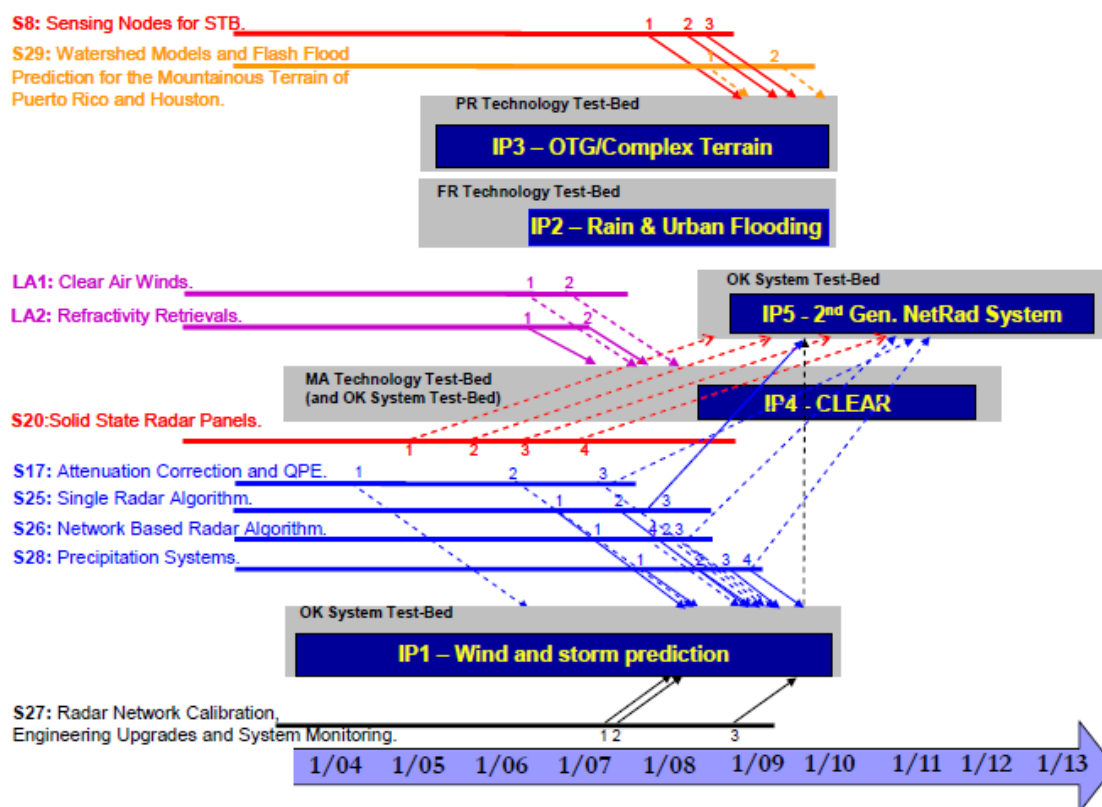 S8: Sensing Nodes for STB.
1 2 3
S29: Watershed Models and Flash Flood
Prediction for the Mountainous Terrain of
Puerto Rico and Houston.
1 2
PR Technology Test-Bed
IP3 – OTG/Complex Terrain
FR Technology Test-Bed
IP2 – Rain & Urban Flooding
LA1: Clear Air Winds.
1 2
OK System Test-Bed
IP5 - 2nd Gen. NetRad System
LA2: Refractivity Retrievals.
1 2
MA Technology Test-Bed
(and OK System Test-Bed)
IP4 - CLEAR
S20:Solid State Radar Panels.
1 2 3 4
S17: Attenuation Correction and QPE.
1 2 3
S25: Single Radar Algorithm.
1 2 3
S26: Network Based Radar Algorithm.
1 4 2 3
S28: Precipitation Systems.
1 2 3 4
OK System Test-Bed
IP1 – Wind and storm prediction
S27: Radar Network Calibration,
Engineering Upgrades and System Monitoring.
1 2 3
1/04 1/05 1/06 1/07 1/08 1/09 1/10 1/11 1/12 1/13